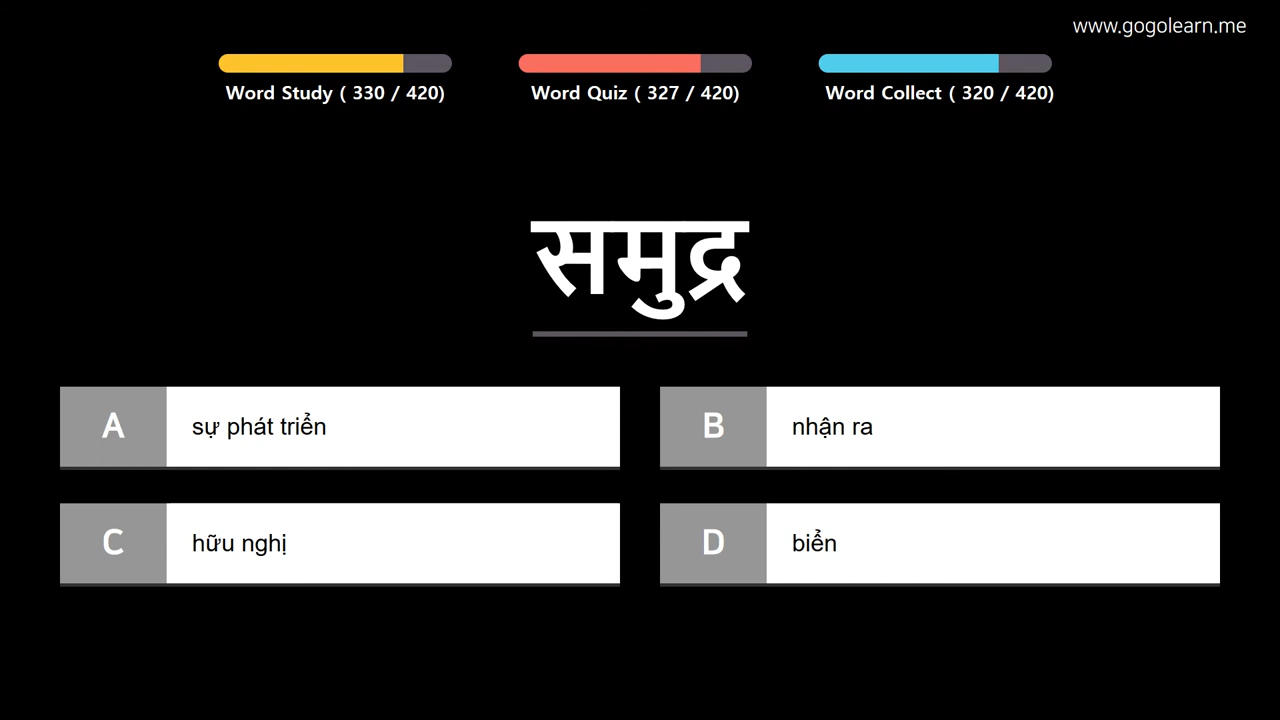 www.gogolearn.me
Word Study ( 330 / 420)
Word Quiz ( 327 / 420)
Word Collect ( 320 / 420)
समुद्र
A sự phát triển
B nhận ra
C hữu nghị
D biển